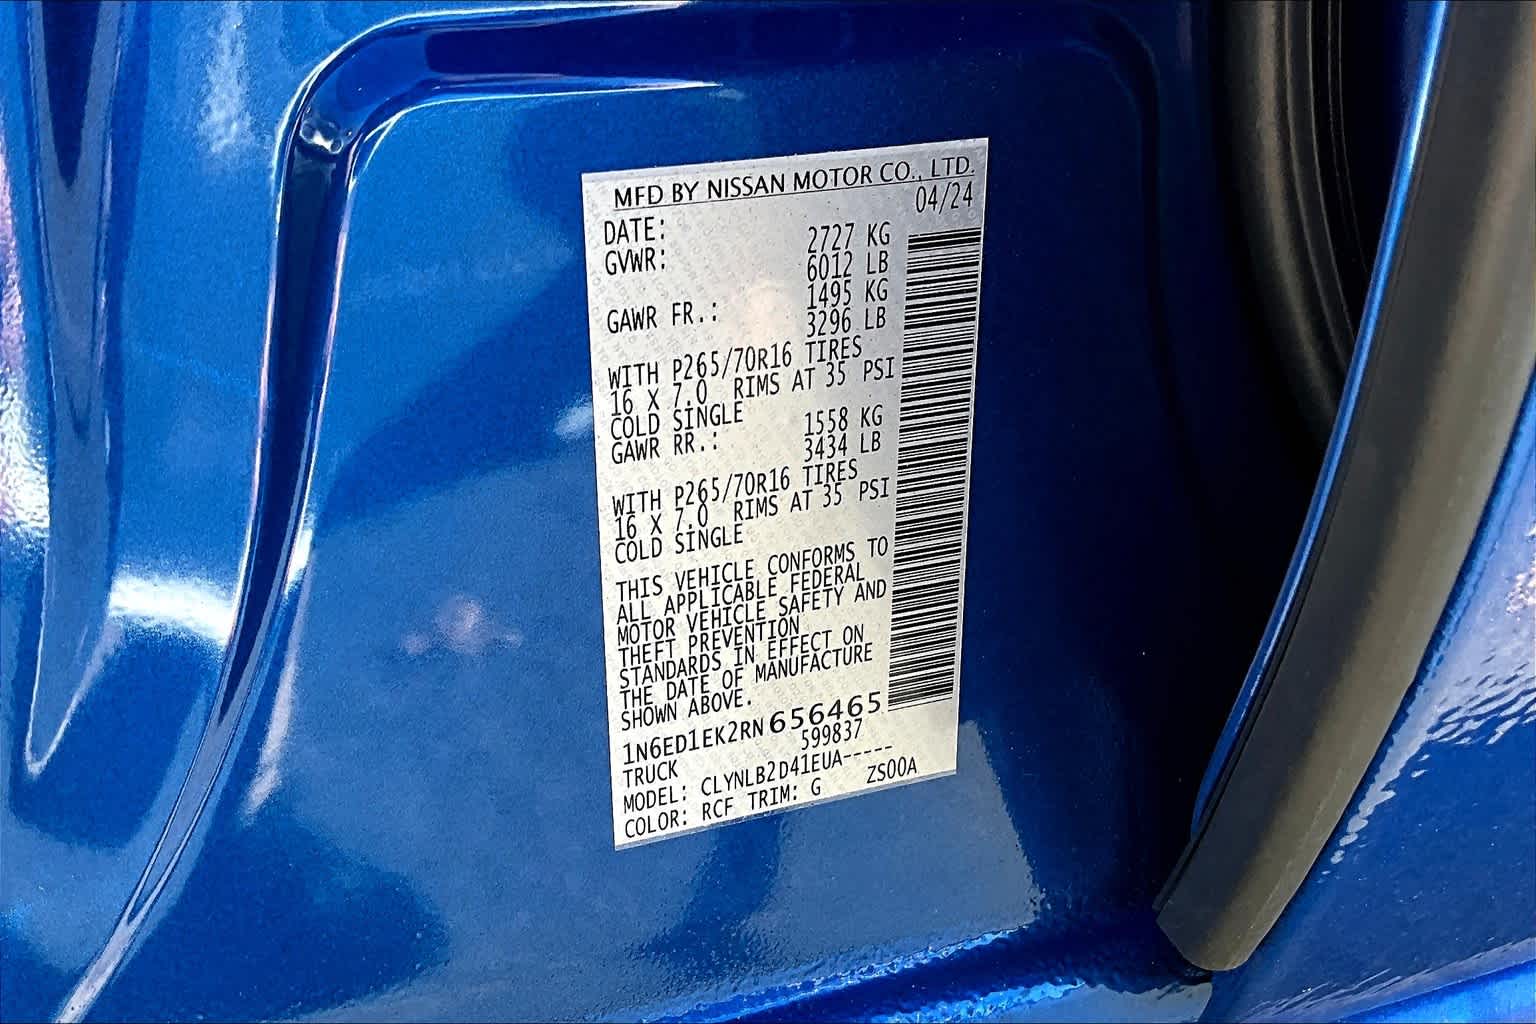 MFD BY NISSAN MOTOR CO., LTD.
DATE: 04/24
GVWR: 2727 KG
6012 LB
GAWR FR.: 1495 KG
3296 LB
WITH P265/70R16 TIRES
16 X 7.0 RIMS AT 35 PSI
COLD SINGLE
GAWR RR.: 1558 KG
3434 LB
WITH P265/70R16 TIRES
16 X 7.0 RIMS AT 35 PSI
COLD SINGLE
THIS VEHICLE CONFORMS TO
ALL APPLICABLE FEDERAL
MOTOR VEHICLE SAFETY AND
THEFT PREVENTION
STANDARDS IN EFFECT ON
THE DATE OF MANUFACTURE
SHOWN ABOVE.
1N6ED1EK2RN656465
TRUCK 599837
MODEL: CLYNLB2D41EUA-----
COLOR: RCF TRIM: G ZS00A